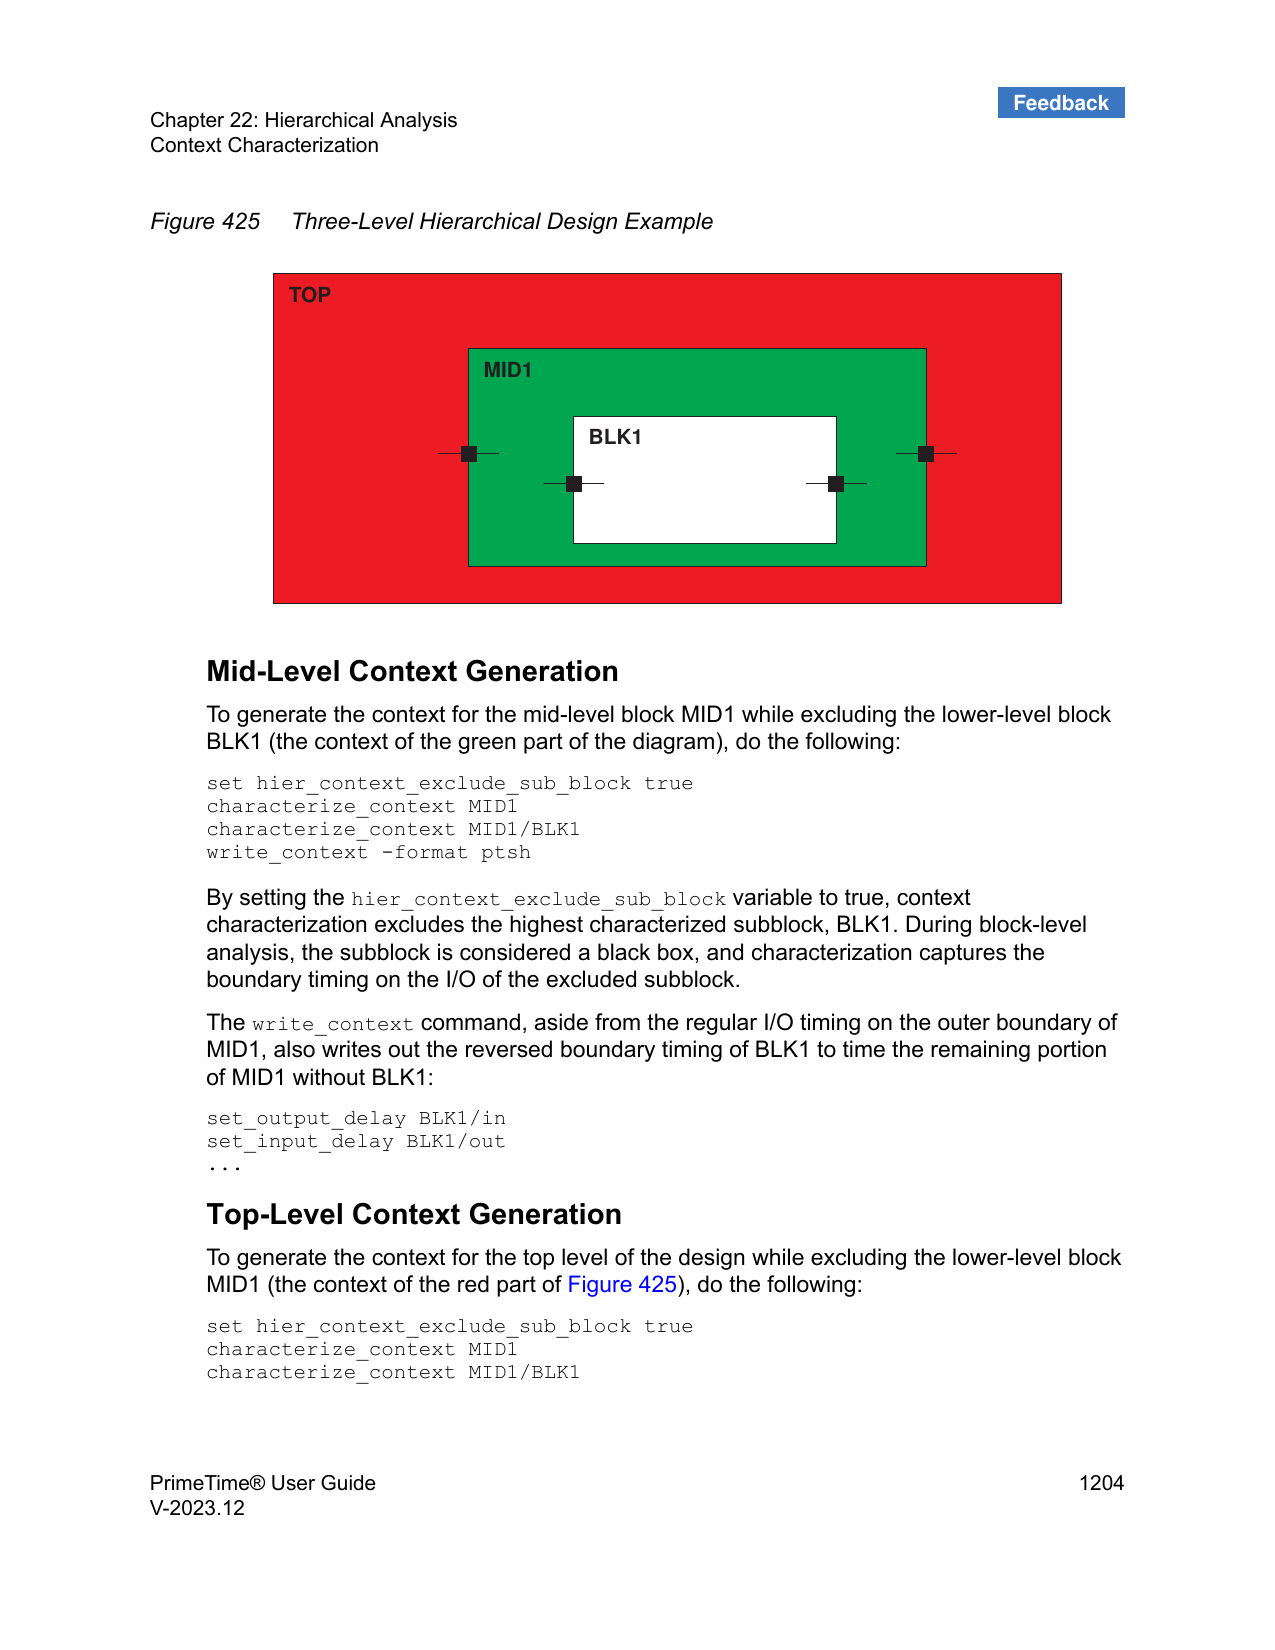 Feedback
Chapter 22: Hierarchical Analysis
Context Characterization
Figure 425 Three-Level Hierarchical Design Example
TOP
MID1
BLK1
Mid-Level Context Generation
To generate the context for the mid-level block MID1 while excluding the lower-level block
BLK1 (the context of the green part of the diagram), do the following:
set hier_context_exclude_sub_block true
characterize_context MID1
characterize_context MID1/BLK1
write_context -format ptsh
By setting the hier_context_exclude_sub_block variable to true, context
characterization excludes the highest characterized subblock, BLK1. During block-level
analysis, the subblock is considered a black box, and characterization captures the
boundary timing on the I/O of the excluded subblock.
The write_context command, aside from the regular I/O timing on the outer boundary of
MID1, also writes out the reversed boundary timing of BLK1 to time the remaining portion
of MID1 without BLK1:
set_output_delay BLK1/in
set_input_delay BLK1/out
...
Top-Level Context Generation
To generate the context for the top level of the design while excluding the lower-level block
MID1 (the context of the red part of Figure 425), do the following:
set hier_context_exclude_sub_block true
characterize_context MID1
characterize_context MID1/BLK1
PrimeTime® User Guide
V-2023.12
1204